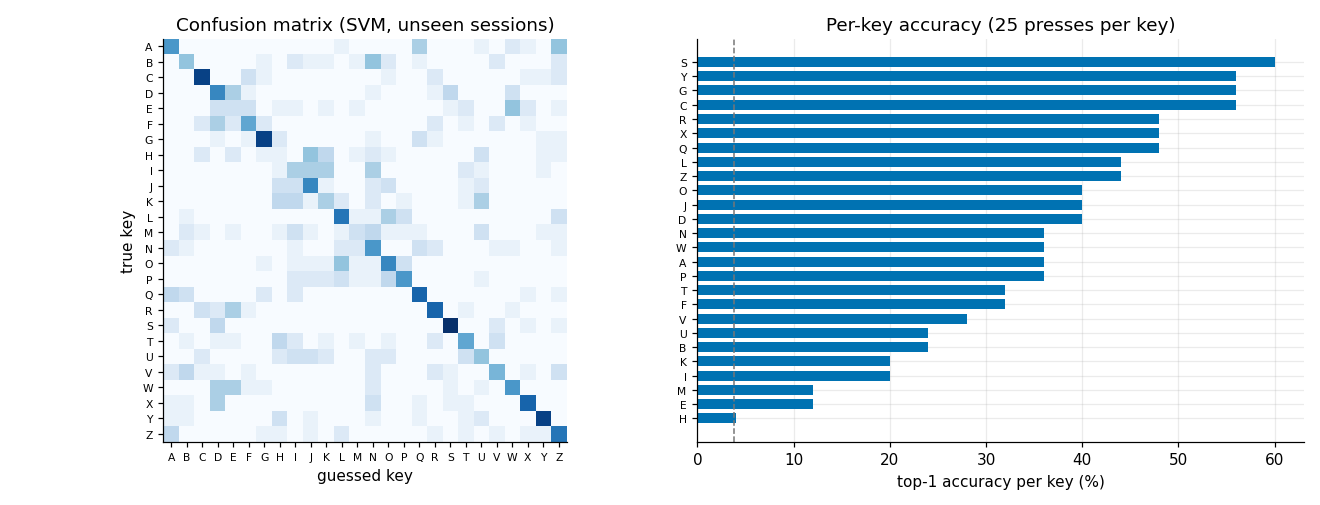 Confusion matrix (SVM, unseen sessions)
true key
A
B
C
D
E
F
G
H
I
J
K
L
M
N
O
P
Q
R
S
T
U
V
W
X
Y
Z
A B C D E F G H I J K L M N O P Q R S T U V W X Y Z
guessed key
Per-key accuracy (25 presses per key)
S
Y
G
C
R
X
Q
L
Z
O
J
D
N
W
A
P
T
F
V
U
B
K
I
M
E
H
0 10 20 30 40 50 60
top-1 accuracy per key (%)